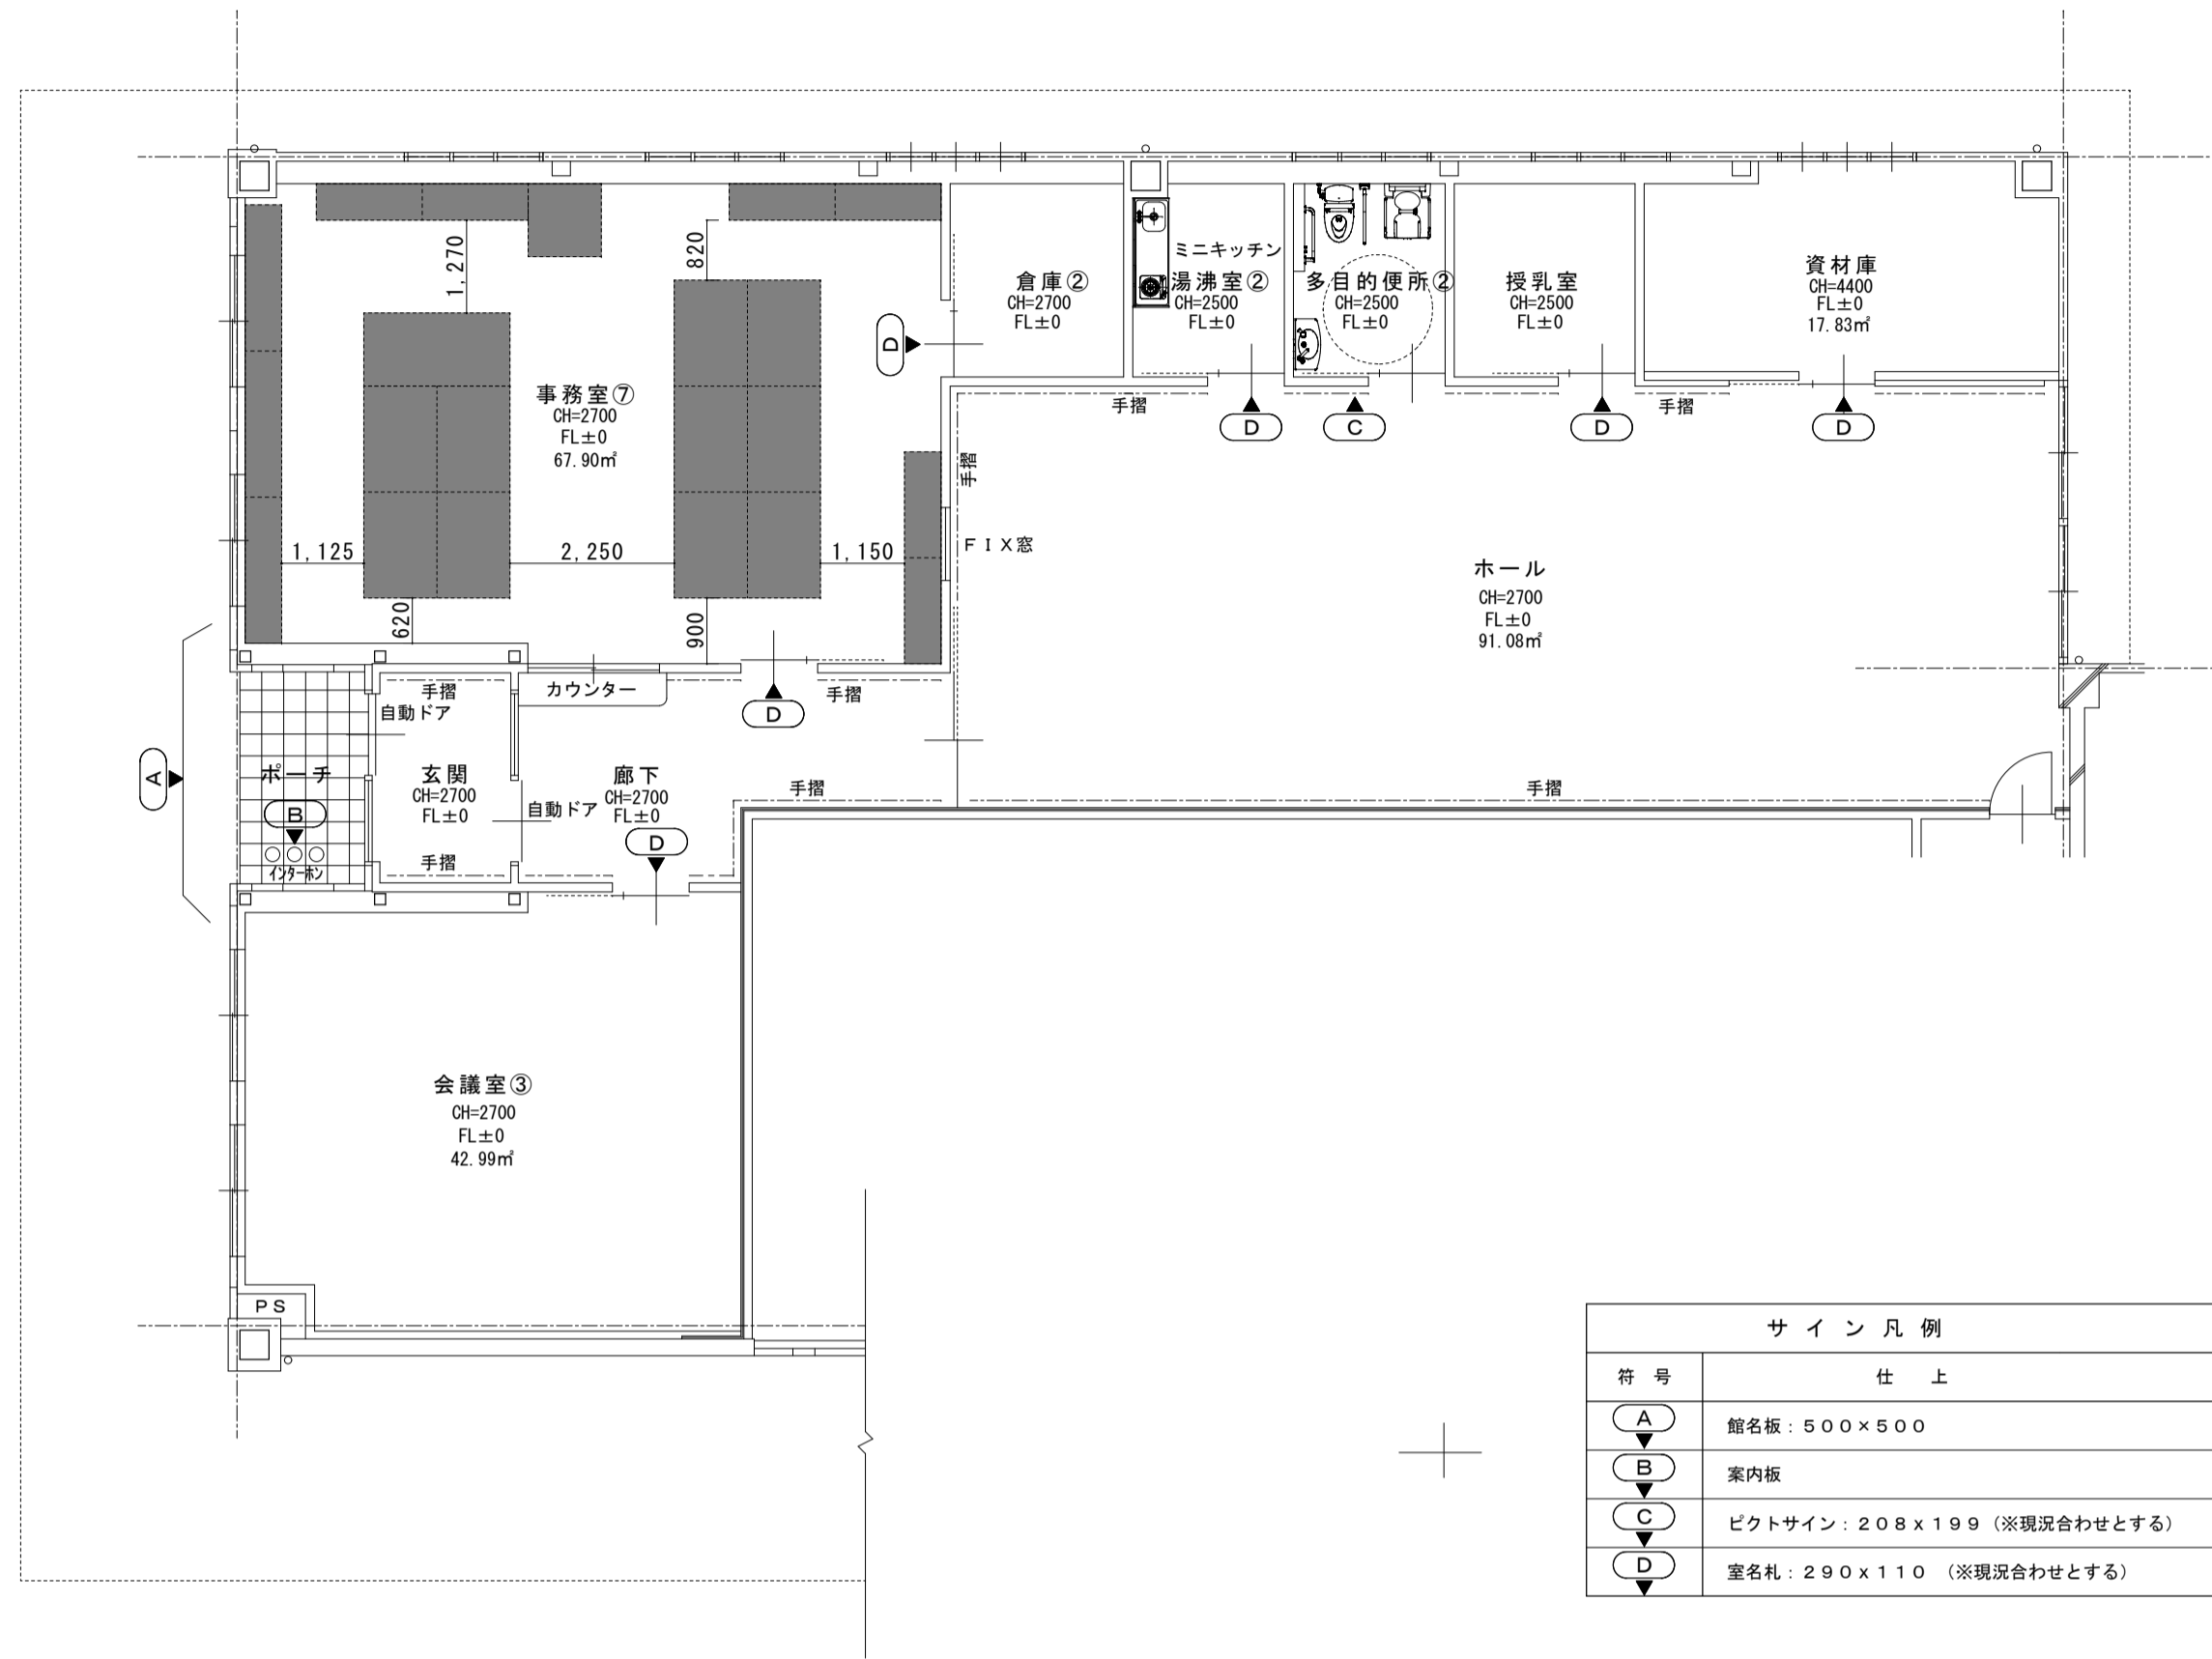 1,270
820
ミニキッチン
倉庫②
CH=2700
FL±0
湯沸室②
CH=2500
FL±0
多目的便所②
CH=2500
FL±0
授乳室
CH=2500
FL±0
資材庫
CH=4400
FL±0
17.83㎡
D
事務室⑦
CH=2700
FL±0
67.90㎡
手摺
手摺
D
C
D
D
手摺
FIX窓
1,125
2,250
1,150
620
900
ホール
CH=2700
FL±0
91.08㎡
手摺
カウンター
手摺
自動ドア
D
A
ポーチ
B
インターホン
玄関
CH=2700
FL±0
手摺
廊下
CH=2700
FL±0
自動ドア
D
手摺
手摺
会議室③
CH=2700
FL±0
42.99㎡
PS
サイン凡例
符号 仕上
A 館名板:500×500
B 案内板
C ピクトサイン:208x199(※現況合わせとする)
D 室名札:290x110 (※現況合わせとする)